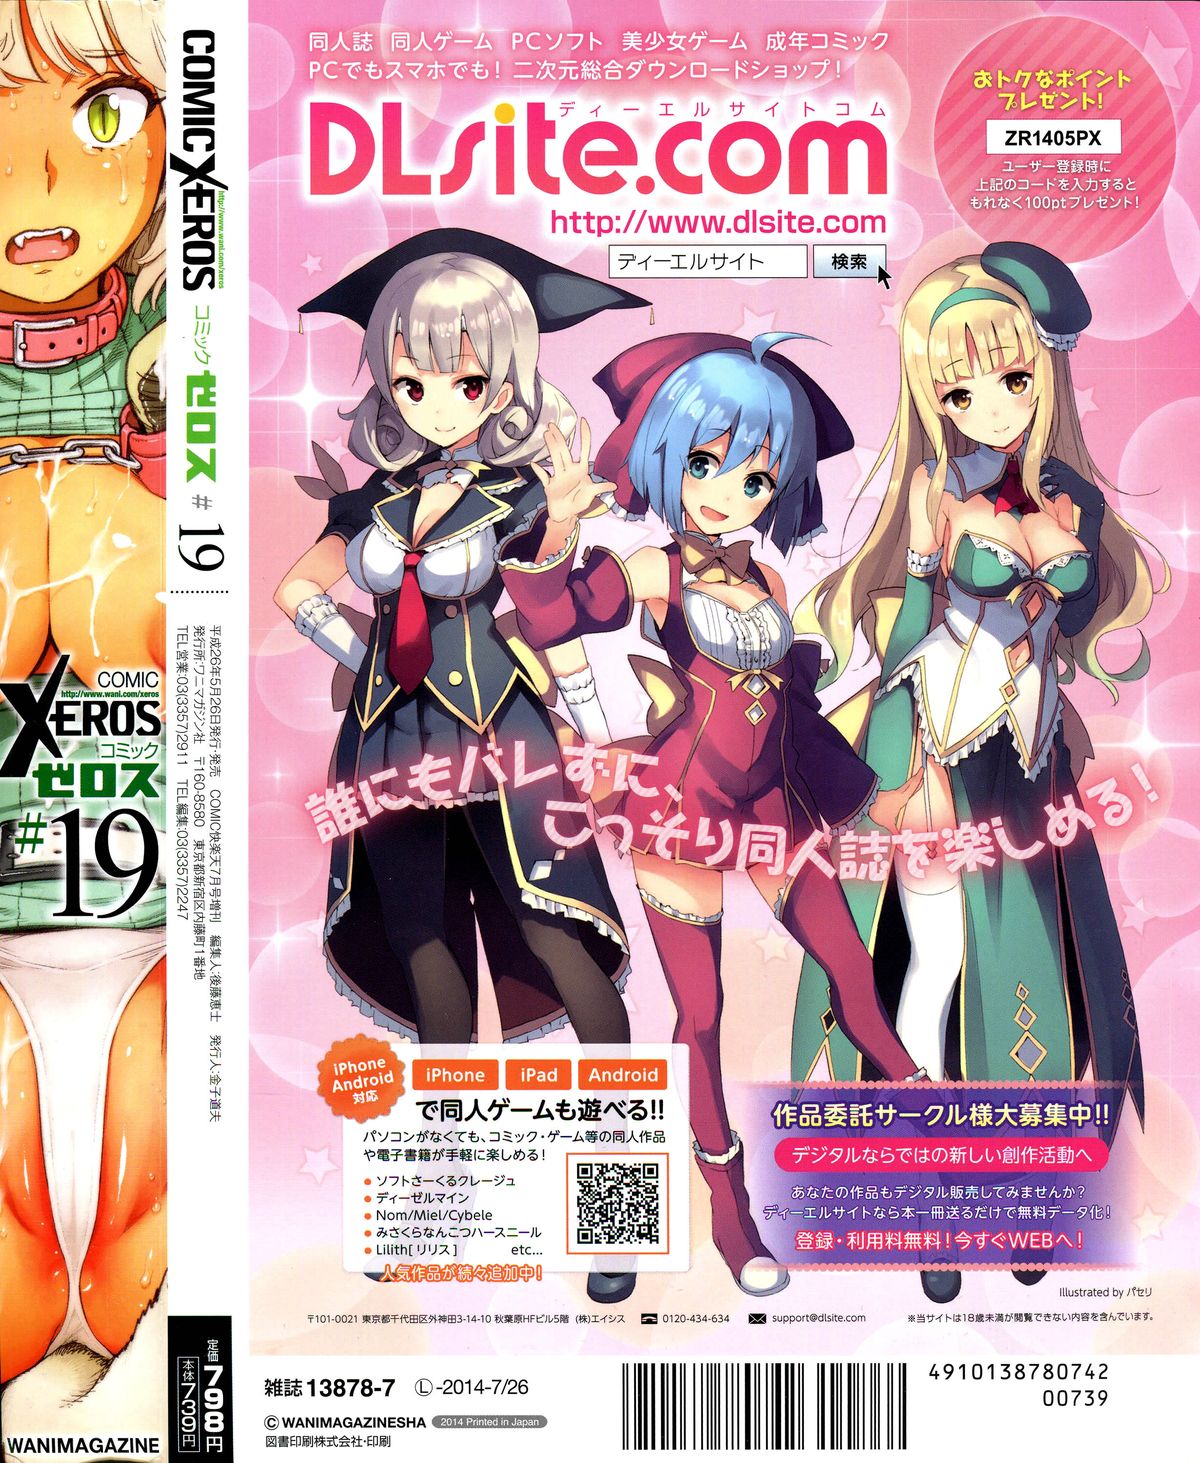 COMIC XEROS
http://www.wani.com/xeros
コミック ゼロス #19
平成26年5月26日発行・発売 COMIC快楽天7月号増刊 編集人:後藤恵士 発行人:金子道夫
発行所:ワニマガジン社 〒160-8580 東京都新宿区内藤町1番地
TEL営業:03(3357)2911 TEL編集:03(3357)2247
定価798円
本体739円
COMIC
http://www.wani.com/xeros
XEROS
コミック
ゼロス
#19
WANIMAGAZINE
同人誌 同人ゲーム PCソフト 美少女ゲーム 成年コミック
PCでもスマホでも！二次元総合ダウンロードショップ！
ディーエルサイトコム
DLsite.com
http://www.dlsite.com
ディーエルサイト 検索
おトクなポイント
プレゼント！
ZR1405PX
ユーザー登録時に
上記のコードを入力すると
もれなく100ptプレゼント！
誰にもバレずに、
こっそり同人誌を楽しめる！
iPhone
Android
対応
iPhone iPad Android
で同人ゲームも遊べる!!
パソコンがなくても、コミック・ゲーム等の同人作品
や電子書籍が手軽に楽しめる！
● ソフトさーくるクレージュ
● ディーゼルマイン
● Nom/Miel/Cybele
● みさくらなんこつハースニール
● Lilith[リリス] etc...
人気作品が続々追加中！
作品委託サークル様大募集中!!
デジタルならではの新しい創作活動へ
あなたの作品もデジタル販売してみませんか？
ディーエルサイトなら本一冊送るだけで無料データ化！
登録・利用料無料！今すぐWEBへ！
Illustrated by パセリ
〒101-0021 東京都千代田区外神田3-14-10 秋葉原HFビル5階 (株)エイシス 0120-434-634 support@dlsite.com ※当サイトは18歳未満が閲覧できない内容を含んでいます。
雑誌 13878-7 Ⓛ-2014-7/26
© WANIMAGAZINESHA 2014 Printed in Japan
図書印刷株式会社・印刷
4910138780742
00739